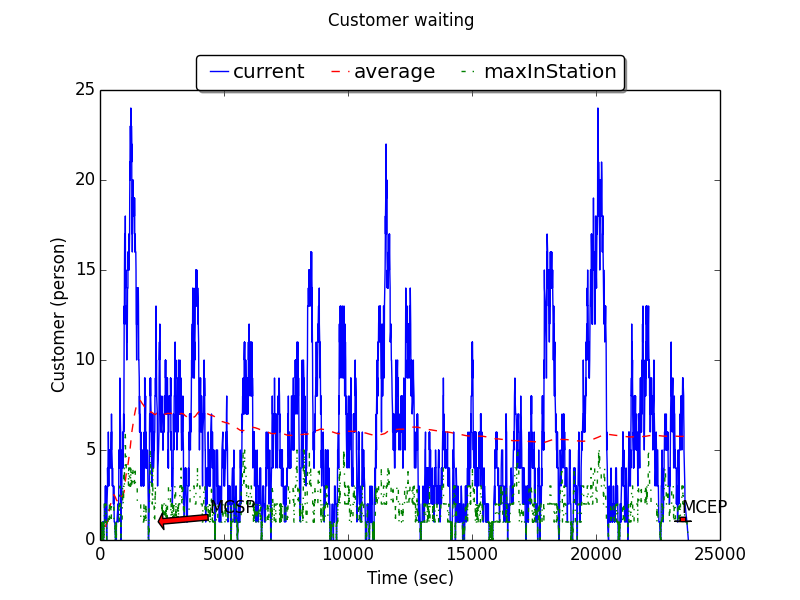 Customer waiting
current average maxInStation
25
20
15
10
5
0
Customer (person)
MCSP
MCEP
0 5000 10000 15000 20000 25000
Time (sec)